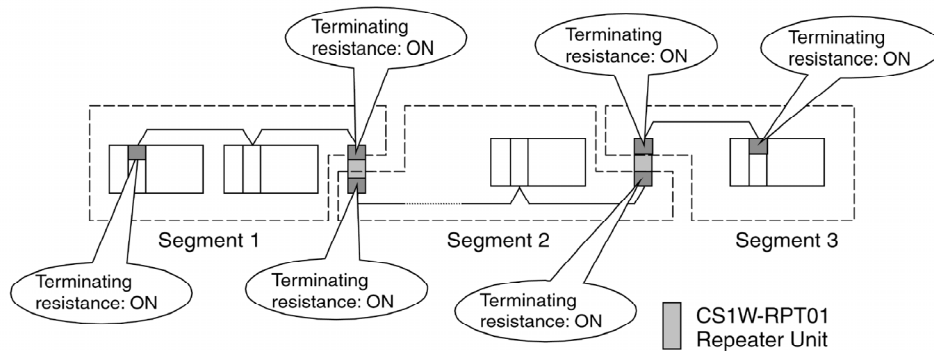 Terminating
resistance: ON
Terminating
resistance: ON
Terminating
resistance: ON
Segment 1
Segment 2
Segment 3
Terminating
resistance: ON
Terminating
resistance: ON
Terminating
resistance: ON
CS1W-RPT01
Repeater Unit